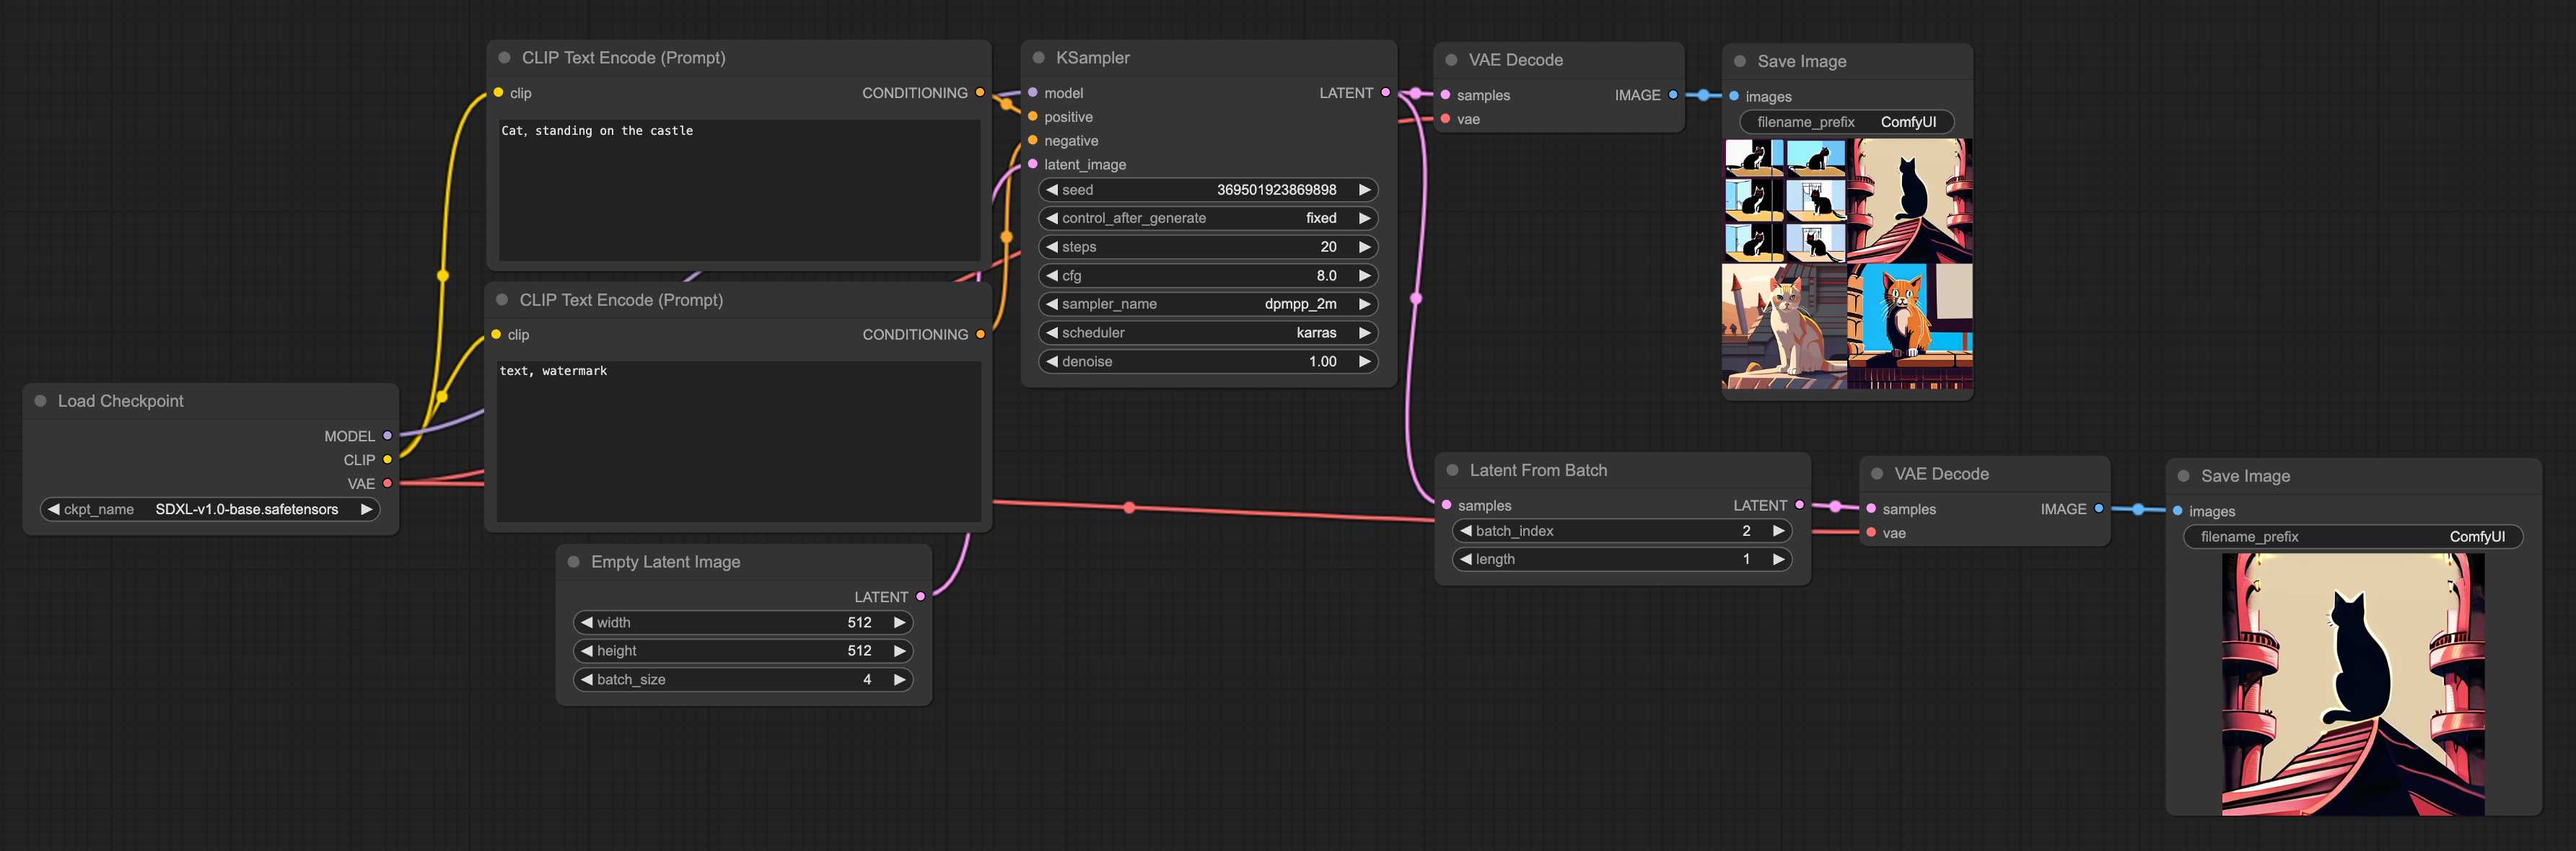 CLIP Text Encode (Prompt)
clip
CONDITIONING
Cat, standing on the castle
CLIP Text Encode (Prompt)
clip
CONDITIONING
text, watermark
Load Checkpoint
MODEL
CLIP
VAE
ckpt_name SDXL-v1.0-base.safetensors
Empty Latent Image
LATENT
width 512
height 512
batch_size 4
KSampler
model LATENT
positive
negative
latent_image
seed 369501923869898
control_after_generate fixed
steps 20
cfg 8.0
sampler_name dpmpp_2m
scheduler karras
denoise 1.00
VAE Decode
samples IMAGE
vae
Save Image
images
filename_prefix ComfyUI
Latent From Batch
samples LATENT
batch_index 2
length 1
VAE Decode
samples IMAGE
vae
Save Image
images
filename_prefix ComfyUI